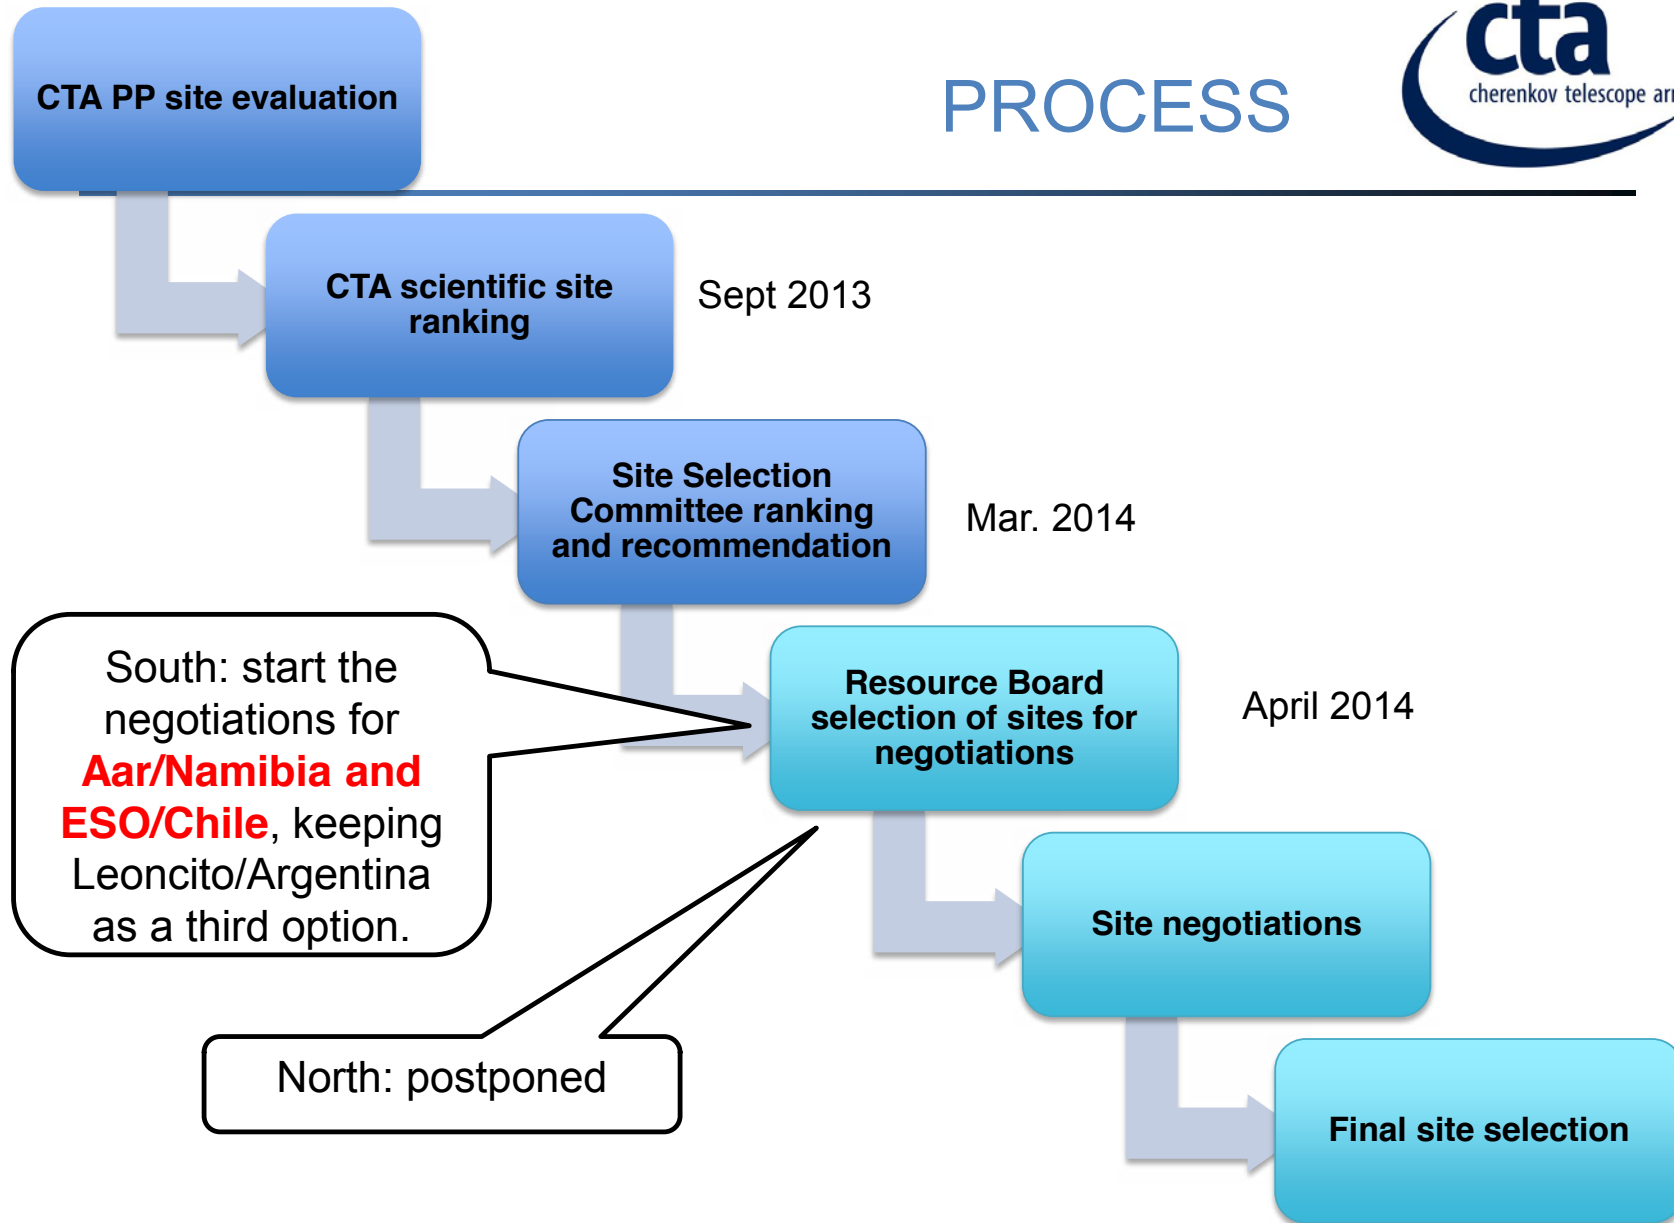 CTA PP site evaluation
PROCESS
cta
cherenkov telescope arr
CTA scientific site
ranking
Sept 2013
Site Selection
Committee ranking
and recommendation
Mar. 2014
South: start the
negotiations for
Aar/Namibia and
ESO/Chile, keeping
Leoncito/Argentina
as a third option.
Resource Board
selection of sites for
negotiations
April 2014
Site negotiations
North: postponed
Final site selection